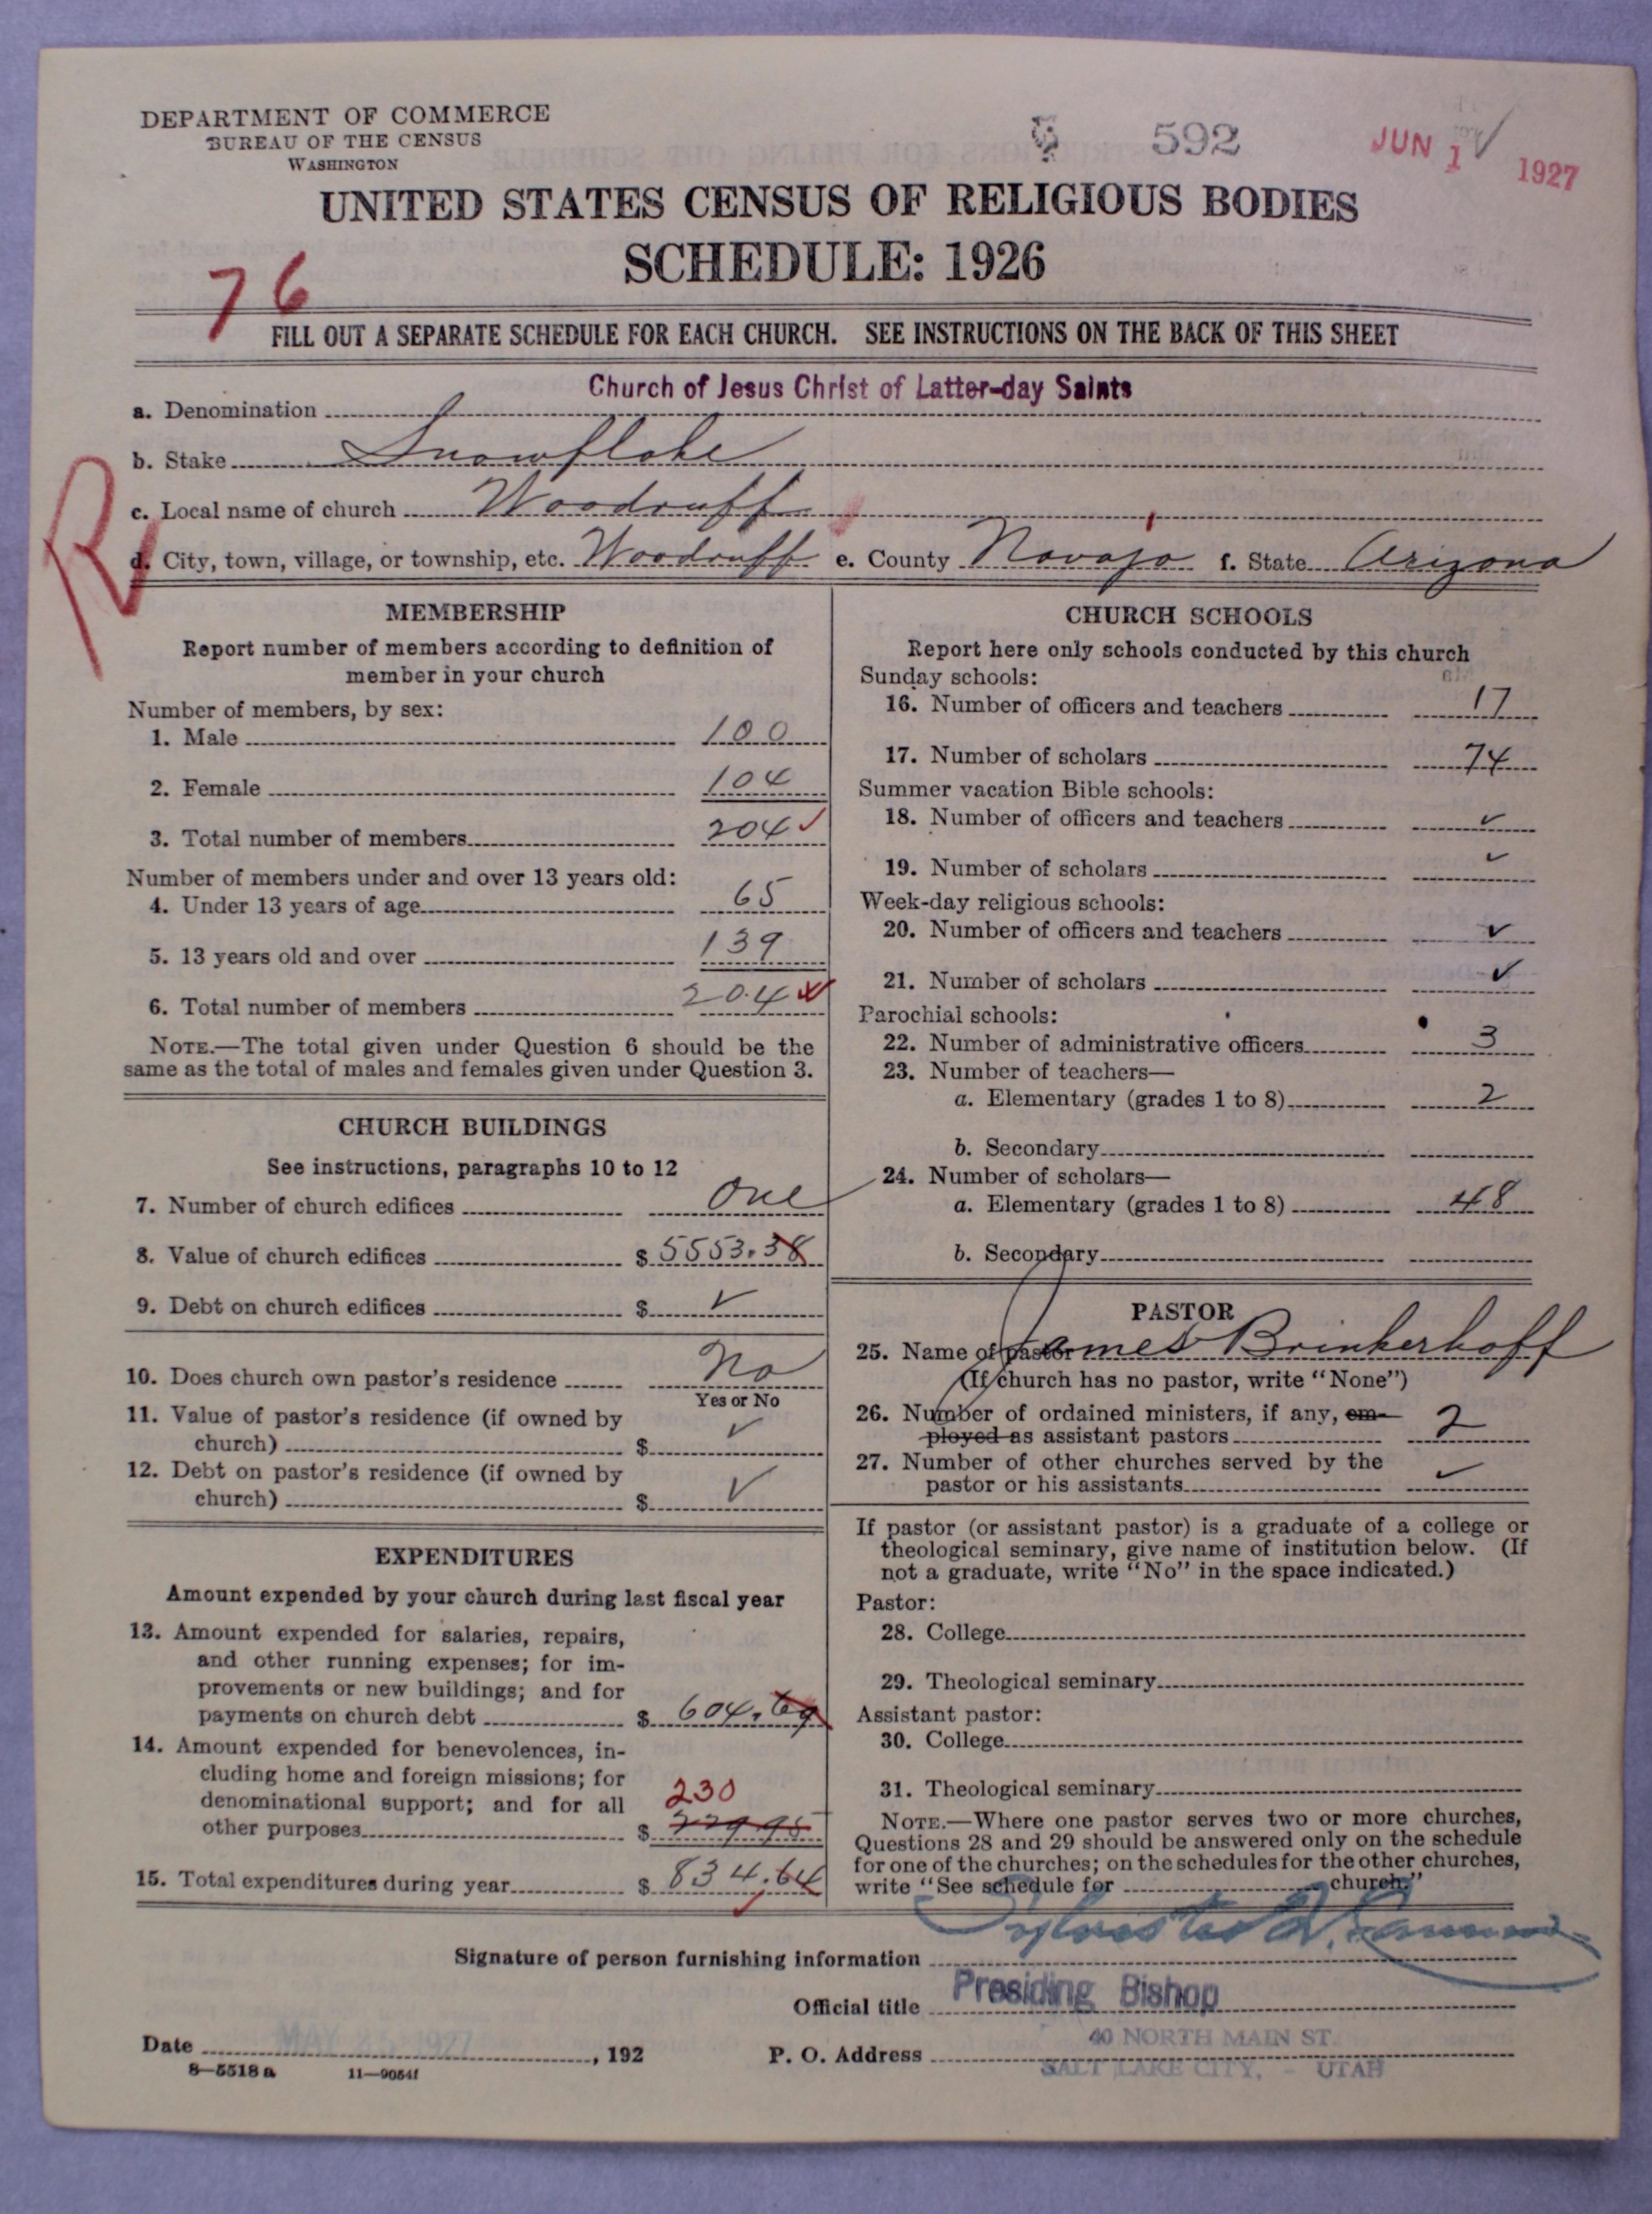 DEPARTMENT OF COMMERCE
BUREAU OF THE CENSUS
WASHINGTON
592
JUN 1 1927
UNITED STATES CENSUS OF RELIGIOUS BODIES
SCHEDULE: 1926
76
FILL OUT A SEPARATE SCHEDULE FOR EACH CHURCH. SEE INSTRUCTIONS ON THE BACK OF THIS SHEET
a. Denomination Church of Jesus Christ of Latter-day Saints
b. Stake Snowflake
c. Local name of church Woodruff
R
d. City, town, village, or township, etc. Woodruff e. County Navajo f. State Arizona
MEMBERSHIP
Report number of members according to definition of
member in your church
Number of members, by sex:
1. Male 100
2. Female 104
3. Total number of members 204 ✓
Number of members under and over 13 years old:
4. Under 13 years of age 65
5. 13 years old and over 139
6. Total number of members 204 ✓
NOTE.—The total given under Question 6 should be the
same as the total of males and females given under Question 3.
CHURCH BUILDINGS
See instructions, paragraphs 10 to 12
7. Number of church edifices One
8. Value of church edifices $ 5553.38
9. Debt on church edifices $ ✓
10. Does church own pastor's residence No
Yes or No
11. Value of pastor's residence (if owned by
church) $ ✓
12. Debt on pastor's residence (if owned by
church) $ ✓
EXPENDITURES
Amount expended by your church during last fiscal year
13. Amount expended for salaries, repairs,
and other running expenses; for im-
provements or new buildings; and for
payments on church debt $ 604.69
14. Amount expended for benevolences, in-
cluding home and foreign missions; for
denominational support; and for all 230
other purposes $ 229 95
15. Total expenditures during year $ 834.64
CHURCH SCHOOLS
Report here only schools conducted by this church
Sunday schools:
16. Number of officers and teachers 17
17. Number of scholars 74
Summer vacation Bible schools:
18. Number of officers and teachers ✓
19. Number of scholars ✓
Week-day religious schools:
20. Number of officers and teachers ✓
21. Number of scholars ✓
Parochial schools:
22. Number of administrative officers 3
23. Number of teachers—
a. Elementary (grades 1 to 8) 2
b. Secondary
24. Number of scholars—
a. Elementary (grades 1 to 8) 48
b. Secondary
PASTOR
25. Name of pastor James Brinkerhoff
(If church has no pastor, write "None")
26. Number of ordained ministers, if any, em-
ployed as assistant pastors 2
27. Number of other churches served by the
pastor or his assistants ✓
If pastor (or assistant pastor) is a graduate of a college or
theological seminary, give name of institution below. (If
not a graduate, write "No" in the space indicated.)
Pastor:
28. College
29. Theological seminary
Assistant pastor:
30. College
31. Theological seminary
NOTE.—Where one pastor serves two or more churches,
Questions 28 and 29 should be answered only on the schedule
for one of the churches; on the schedules for the other churches,
write "See schedule for church."
Signature of person furnishing information Sylvester Q. Cannon
Official title Presiding Bishop
Date MAY 25 1927, 192
P. O. Address 40 NORTH MAIN ST.
SALT LAKE CITY, - UTAH
8—5518 a 11—90541